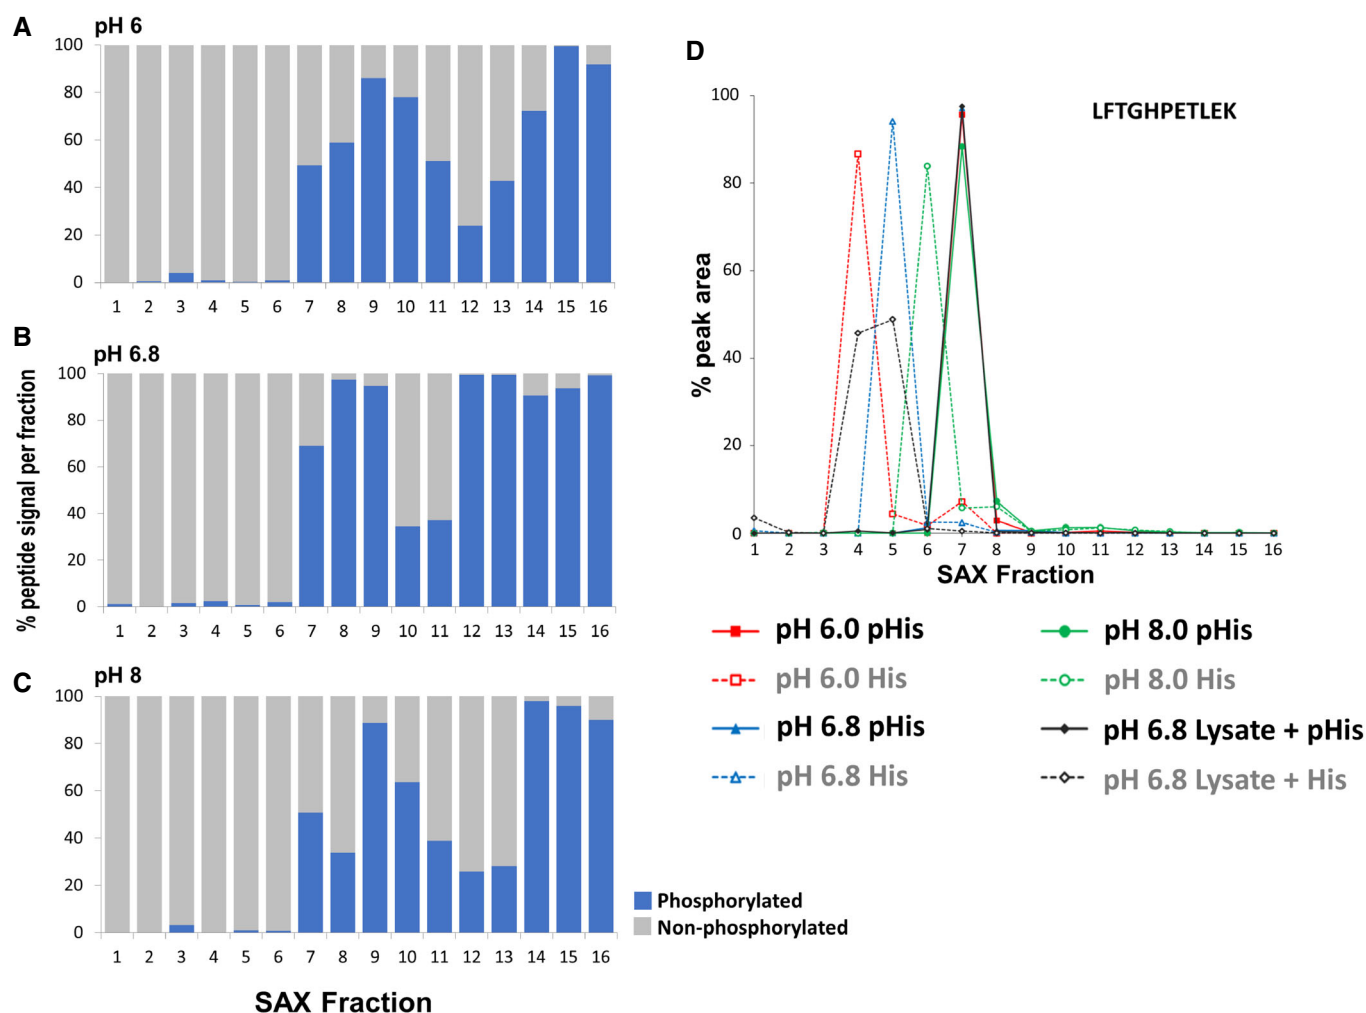 A
pH 6
100
80
60
40
20
0
1 2 3 4 5 6 7 8 9 10 11 12 13 14 15 16
B
pH 6.8
100
80
60
40
20
0
1 2 3 4 5 6 7 8 9 10 11 12 13 14 15 16
% peptide signal per fraction
C
pH 8
100
80
60
40
20
0
1 2 3 4 5 6 7 8 9 10 11 12 13 14 15 16
SAX Fraction
Phosphorylated
Non-phosphorylated
D
LFTGHPETLEK
100
80
60
40
20
0
% peak area
1 2 3 4 5 6 7 8 9 10 11 12 13 14 15 16
SAX Fraction
pH 6.0 pHis
pH 6.0 His
pH 6.8 pHis
pH 6.8 His
pH 8.0 pHis
pH 8.0 His
pH 6.8 Lysate + pHis
pH 6.8 Lysate + His